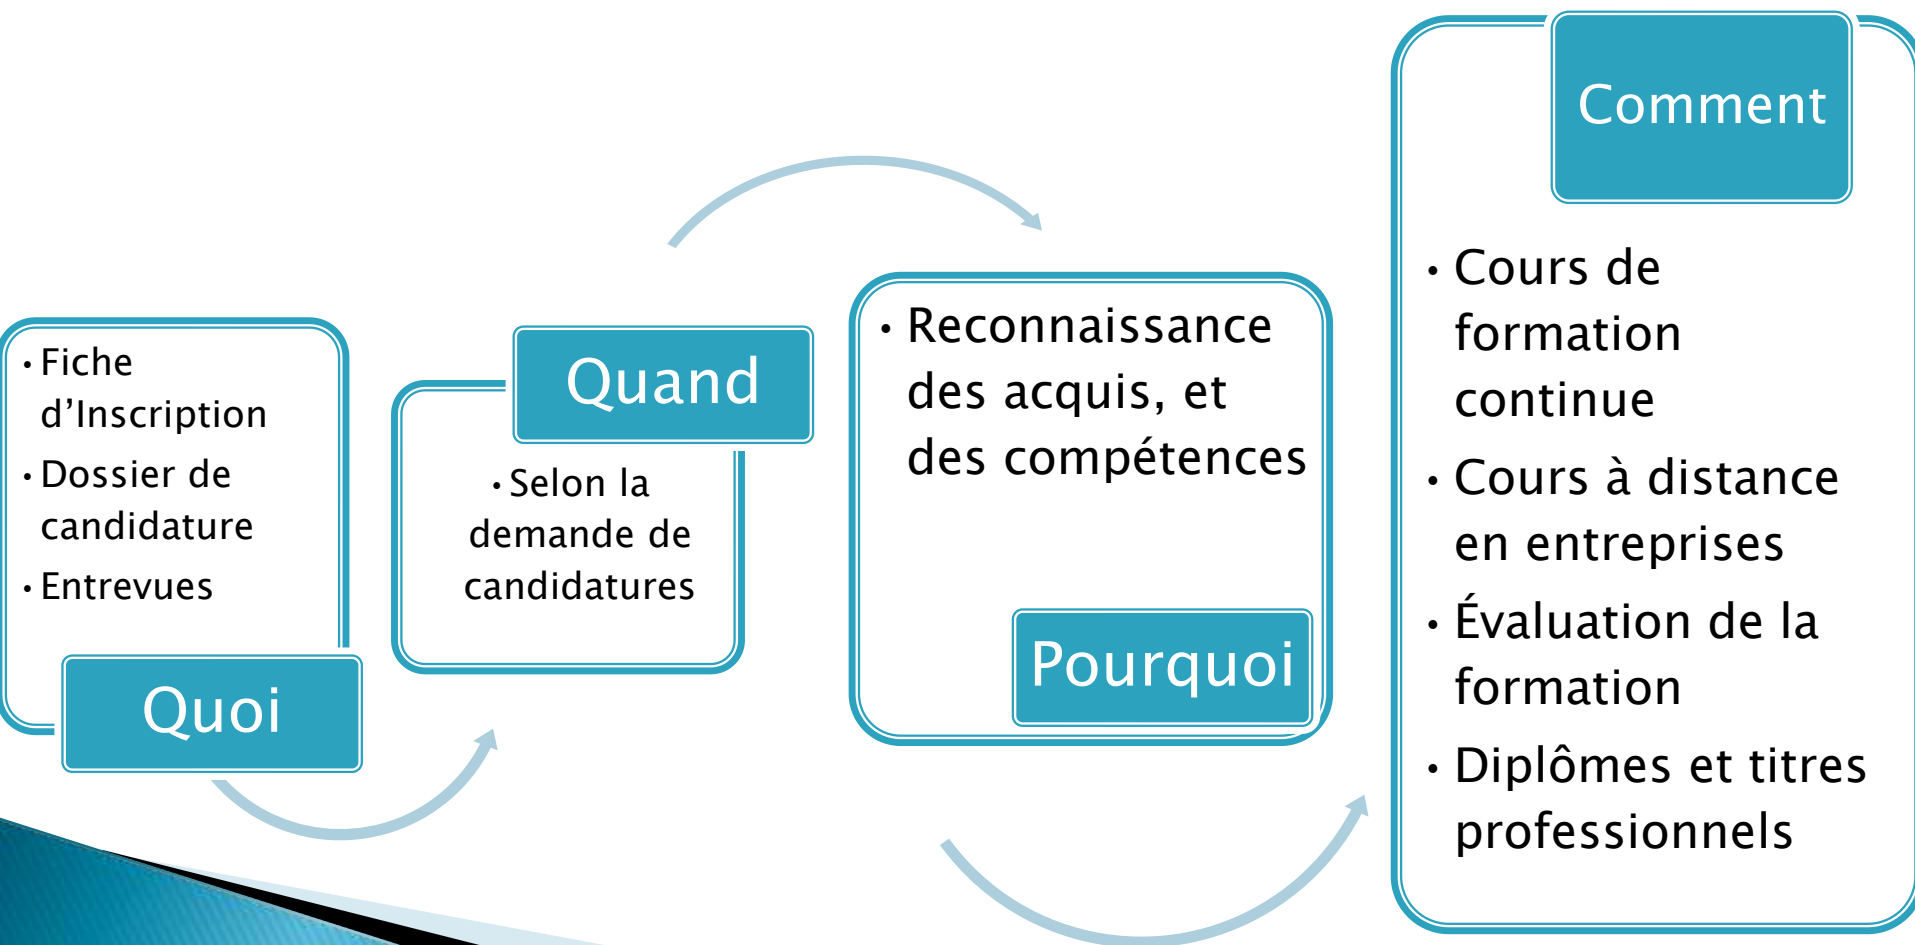 • Fiche
d’Inscription
• Dossier de
candidature
• Entrevues
Quoi
Quand
• Selon la
demande de
candidatures
• Reconnaissance
des acquis, et
des compétences
Pourquoi
Comment
• Cours de
formation
continue
• Cours à distance
en entreprises
• Évaluation de la
formation
• Diplômes et titres
professionnels